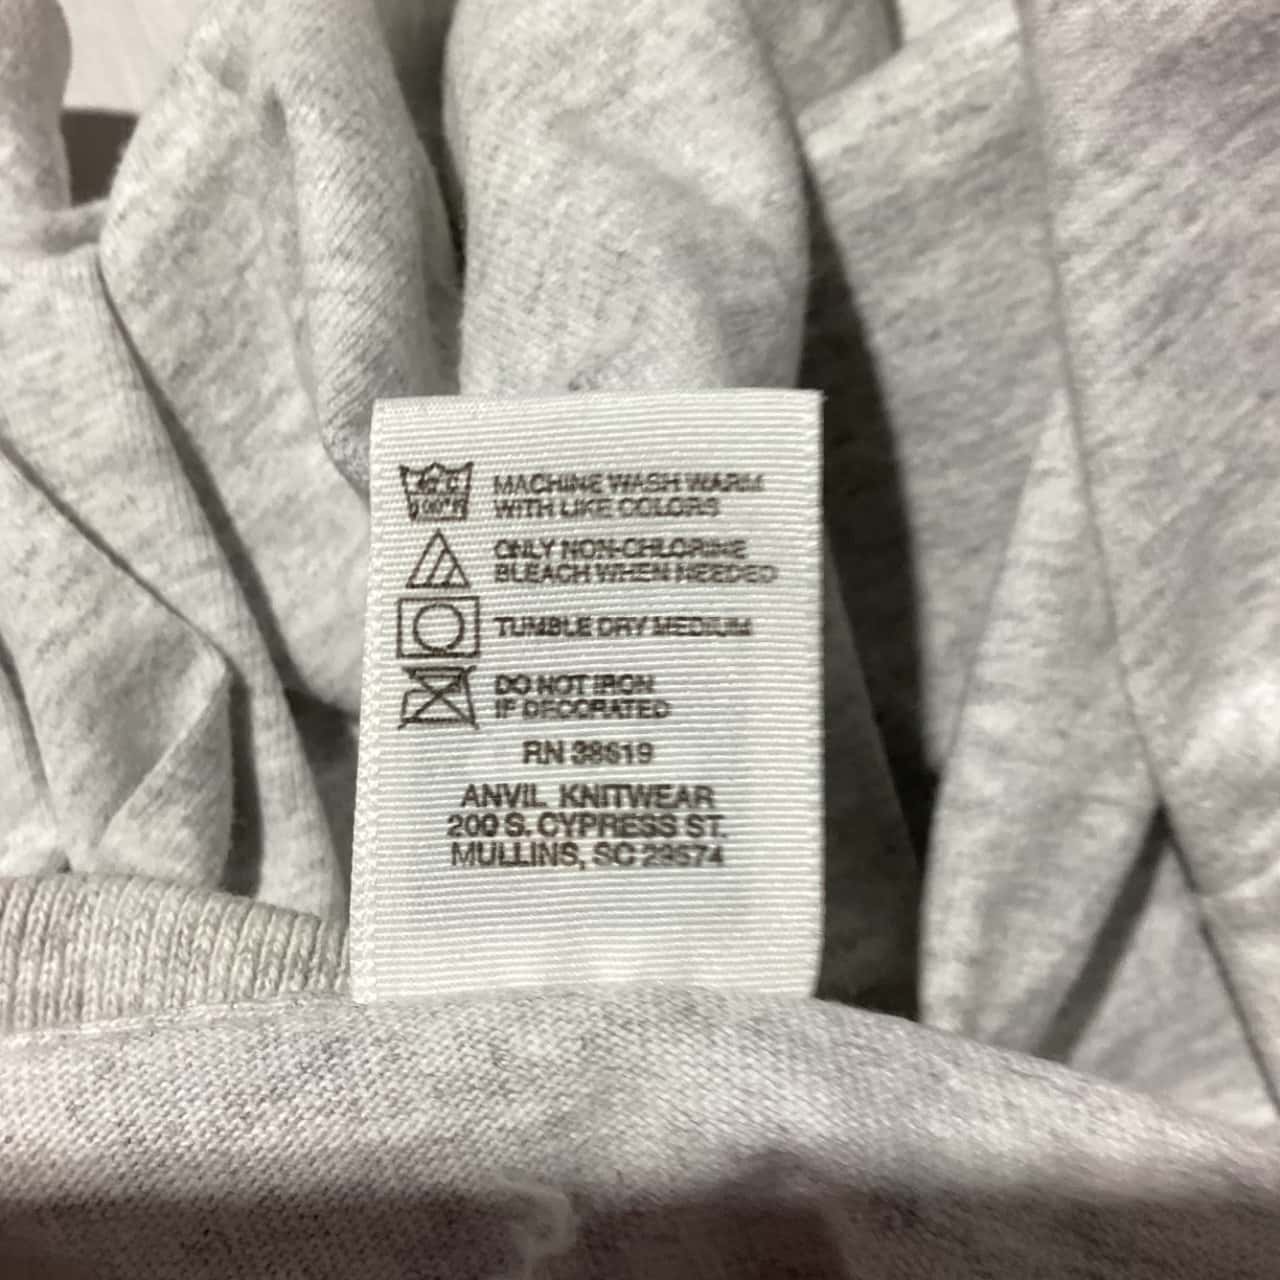 MACHINE WASH WARM
WITH LIKE COLORS
ONLY NON-CHLORINE
BLEACH WHEN NEEDED
TUMBLE DRY MEDIUM
DO NOT IRON
IF DECORATED
RN 38619
ANVIL KNITWEAR
200 S. CYPRESS ST.
MULLINS, SC 29574